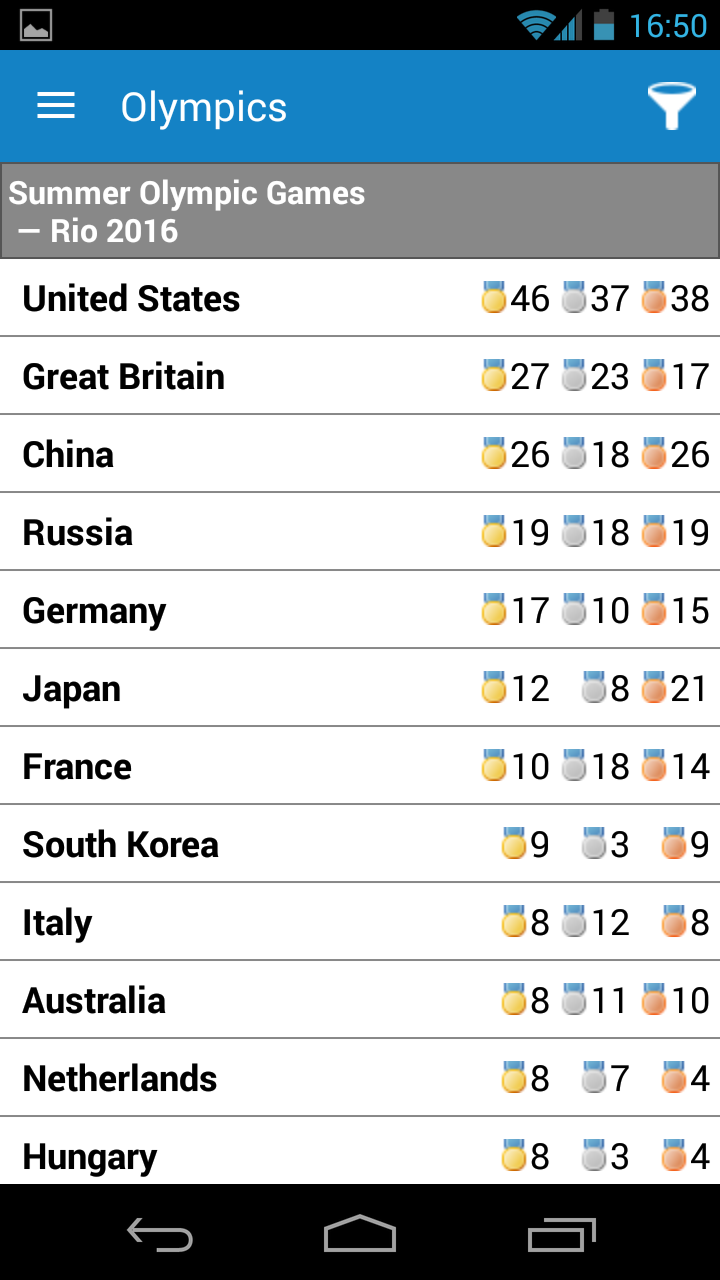 16:50
Olympics
Summer Olympic Games
— Rio 2016
United States 46 37 38
Great Britain 27 23 17
China 26 18 26
Russia 19 18 19
Germany 17 10 15
Japan 12 8 21
France 10 18 14
South Korea 9 3 9
Italy 8 12 8
Australia 8 11 10
Netherlands 8 7 4
Hungary 8 3 4